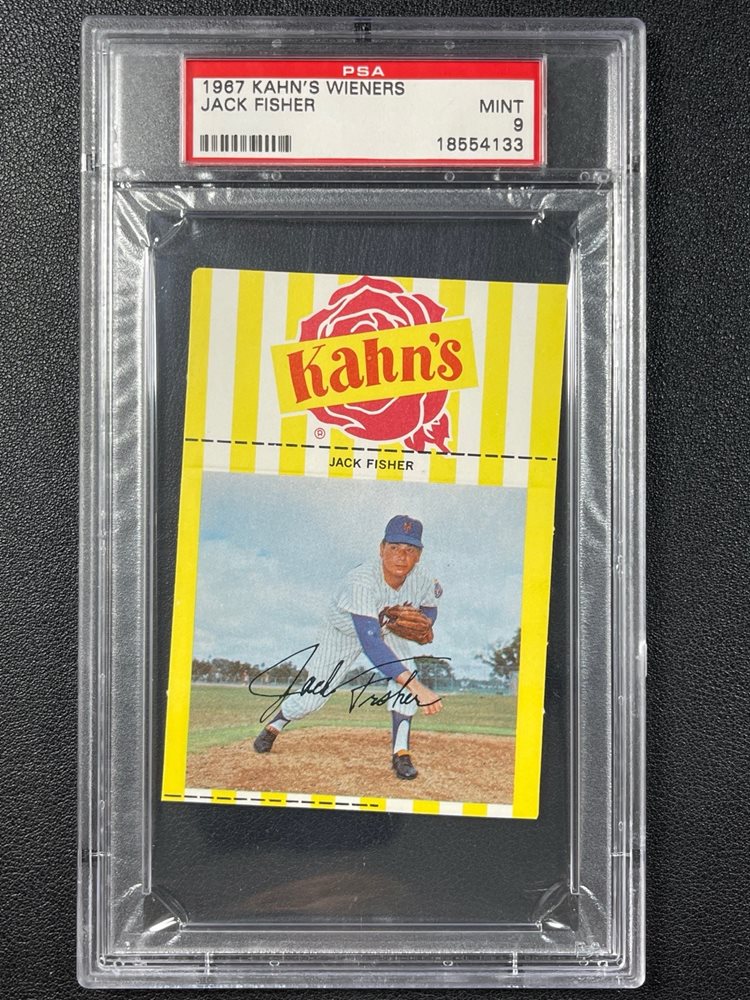 PSA
1967 KAHN'S WIENERS
JACK FISHER MINT
9
18554133
Kahn's
®
JACK FISHER
Jack Fisher